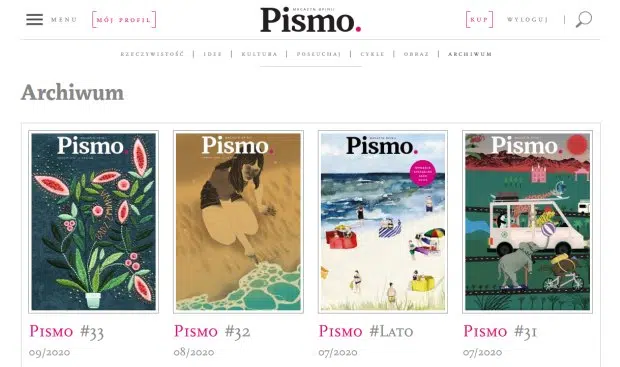 MENU
MÓJ PROFIL
MAGAZYN OPINII
Pismo.
KUP
WYLOGUJ
RZECZYWISTOŚĆ | IDEE | KULTURA | POSŁUCHAJ | CYKLE | OBRAZ | ARCHIWUM
Archiwum
Pismo.
Pismo.
Pismo.
Pismo.
PISMO #33
09/2020
PISMO #32
08/2020
PISMO #LATO
07/2020
PISMO #31
07/2020